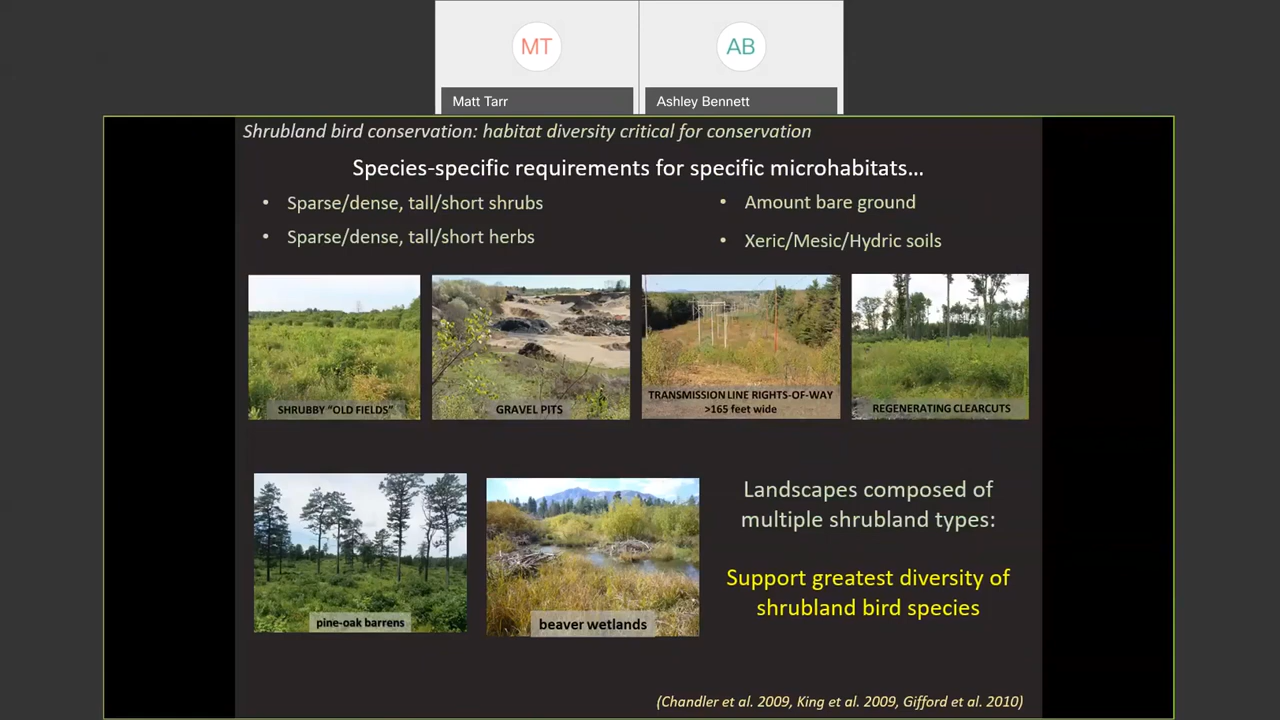 MT
AB
Matt Tarr
Ashley Bennett
Shrubland bird conservation: habitat diversity critical for conservation
Species-specific requirements for specific microhabitats…
• Sparse/dense, tall/short shrubs
• Sparse/dense, tall/short herbs
• Amount bare ground
• Xeric/Mesic/Hydric soils
SHRUBBY “OLD FIELDS”
GRAVEL PITS
TRANSMISSION LINE RIGHTS-OF-WAY
>165 feet wide
REGENERATING CLEARCUTS
pine-oak barrens
beaver wetlands
Landscapes composed of
multiple shrubland types:
Support greatest diversity of
shrubland bird species
(Chandler et al. 2009, King et al. 2009, Gifford et al. 2010)